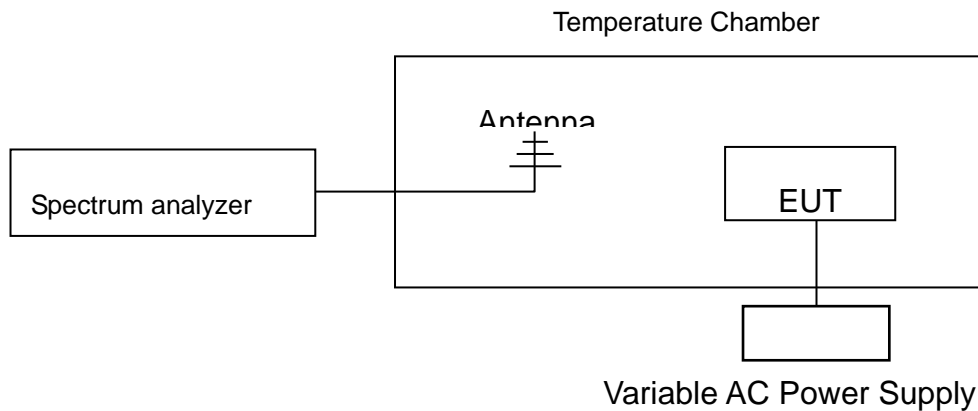 Temperature Chamber
Antenna
Spectrum analyzer
EUT
Variable AC Power Supply